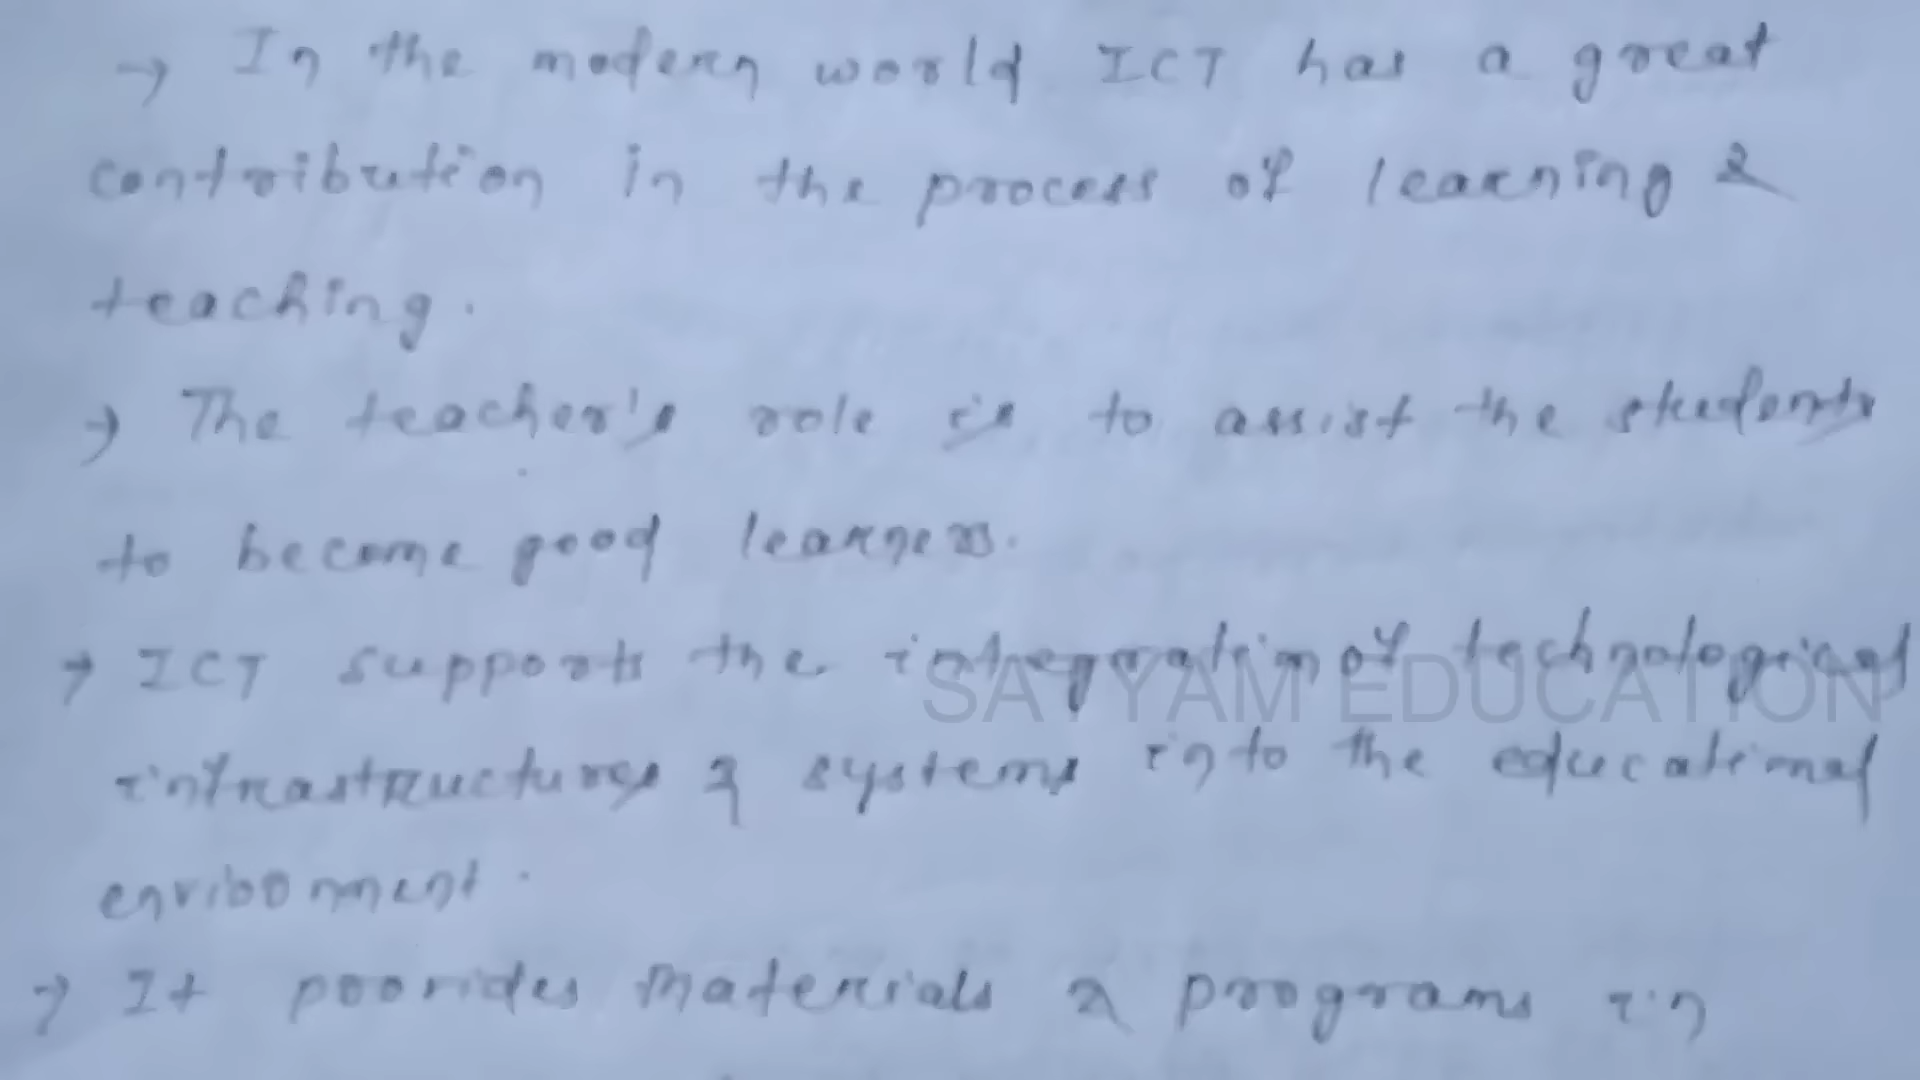 → In the modern world ICT has a great
contribution in the process of learning &
teaching.
→ The teacher's role is to assist the students
to become good learners.
→ ICT supports the integration of technological
SATYAM EDUCATION
infrastructures & systems into the educational
environment.
→ It provides materials & programs in